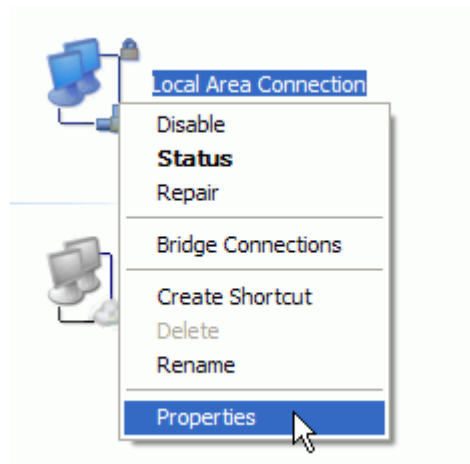 Local Area Connection
Disable
Status
Repair
Bridge Connections
Create Shortcut
Delete
Rename
Properties